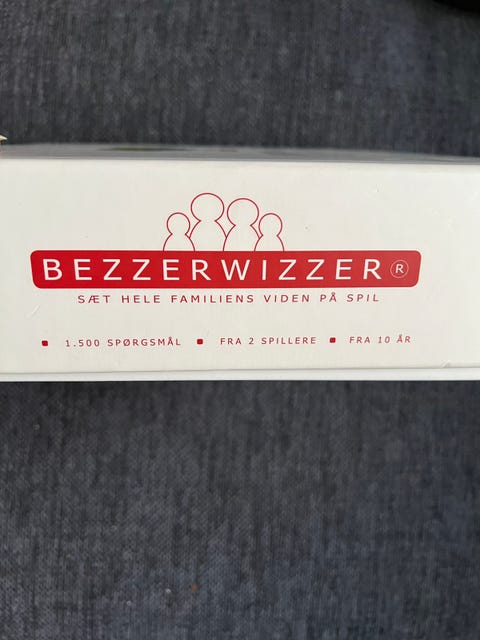 BEZZERWIZZER®
SÆT HELE FAMILIENS VIDEN PÅ SPIL
▪ 1.500 SPØRGSMÅL ▪ FRA 2 SPILLERE ▪ FRA 10 ÅR